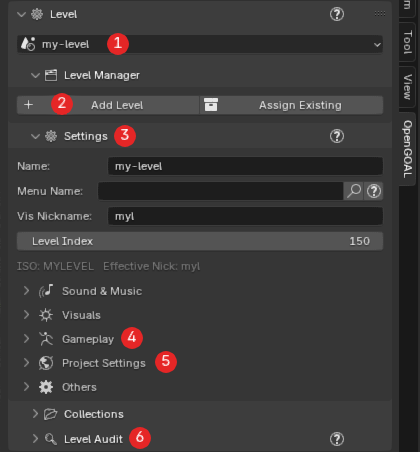 Level
my-level 1
Level Manager
+ 2 Add Level Assign Existing
Settings 3
Name: my-level
Menu Name:
Vis Nickname: myl
Level Index 150
ISO: MYLEVEL Effective Nick: myl
Sound & Music
Visuals
Gameplay 4
Project Settings 5
Others
Collections
Level Audit 6
Tool
View
OpenGOAL